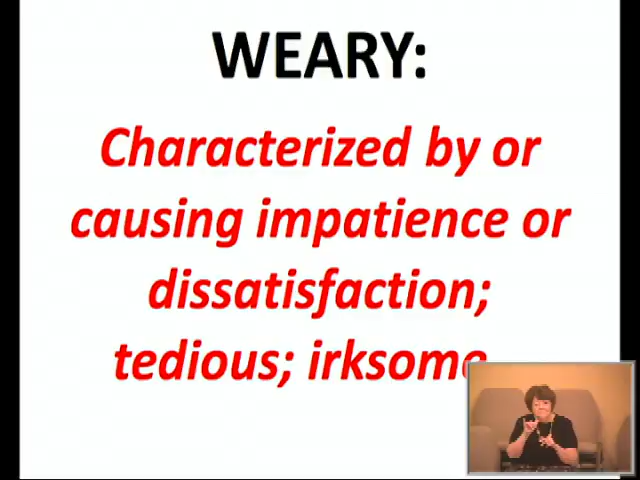 WEARY:
Characterized by or
causing impatience or
dissatisfaction;
tedious; irksome